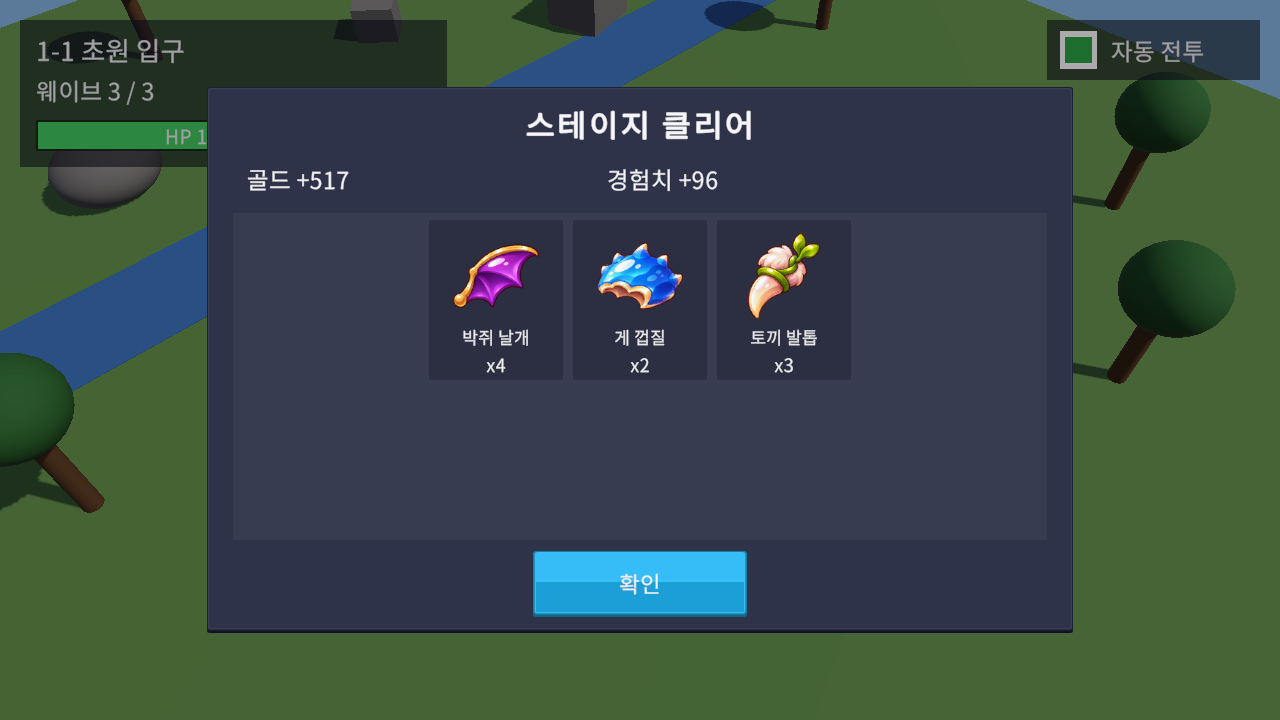 1-1 초원 입구
웨이브 3 / 3
HP 1
자동 전투
스테이지 클리어
골드 +517
경험치 +96
박쥐 날개
x4
게 껍질
x2
토끼 발톱
x3
확인